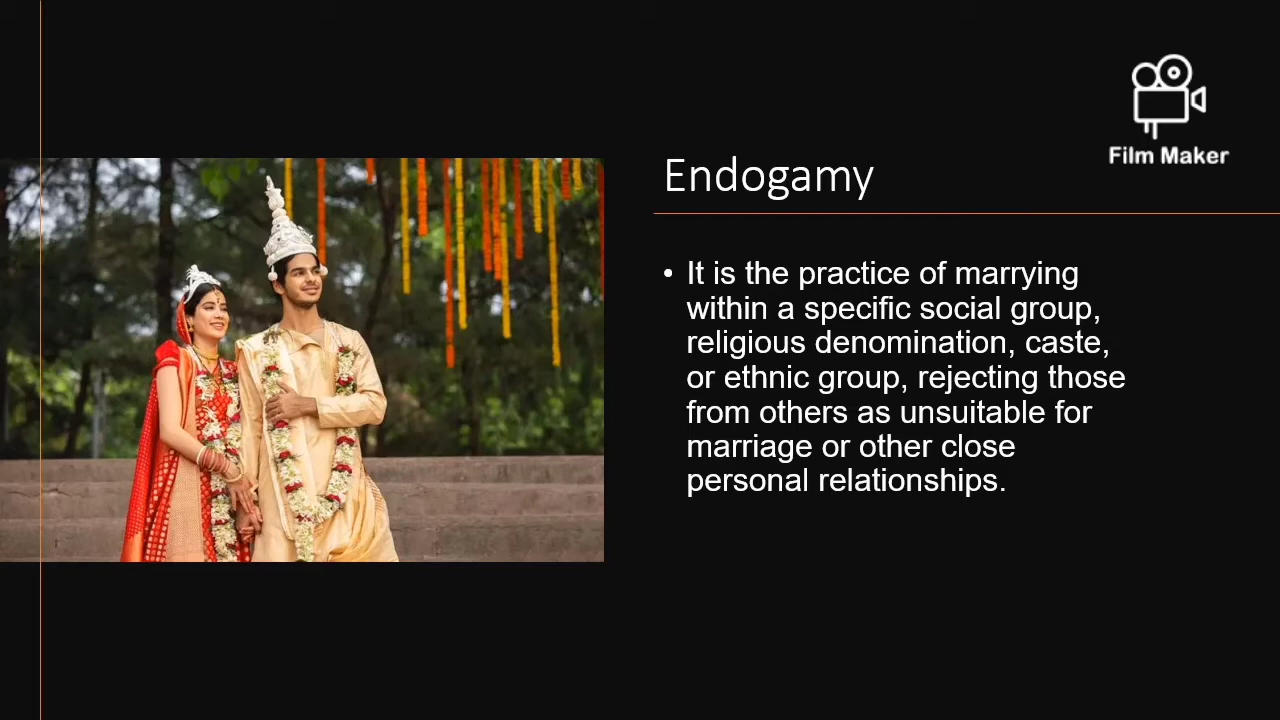 Film Maker
Endogamy
• It is the practice of marrying
within a specific social group,
religious denomination, caste,
or ethnic group, rejecting those
from others as unsuitable for
marriage or other close
personal relationships.